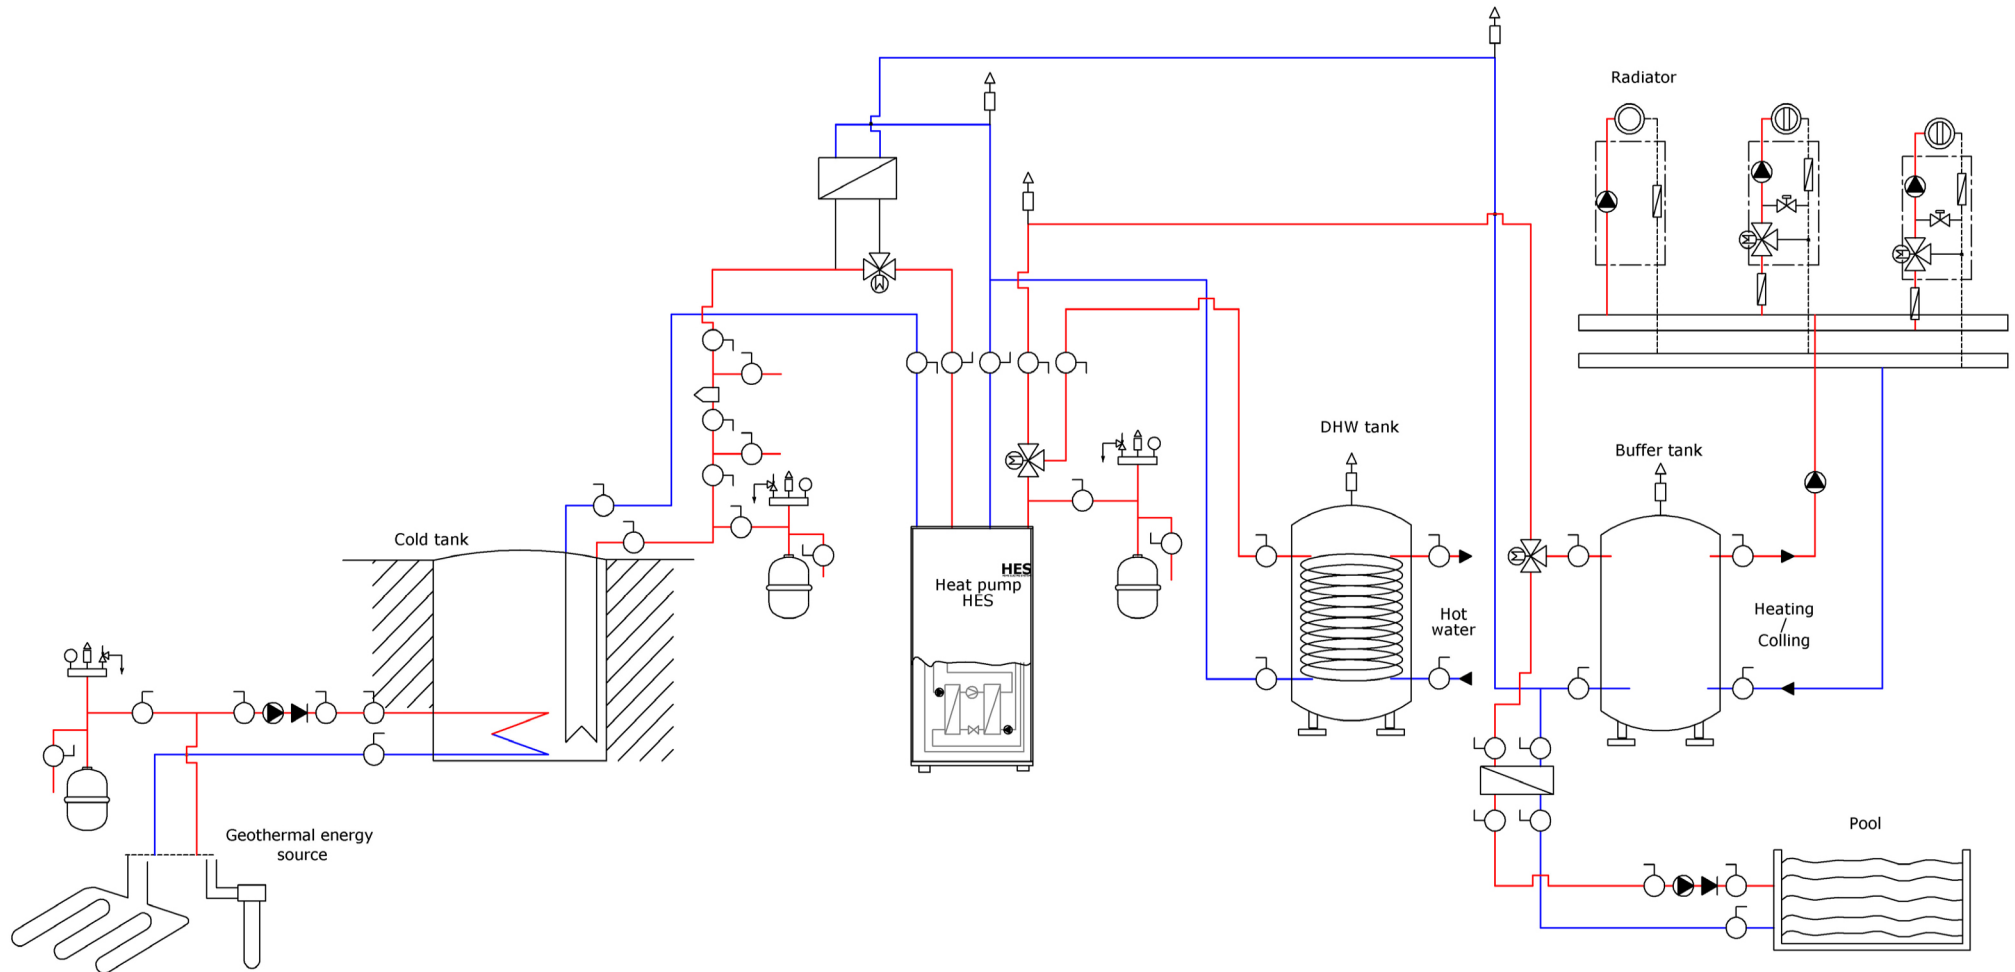 Radiator
DHW tank
Buffer tank
Cold tank
HES
Heat pump
HES
Hot
water
Heating
/
Colling
Geothermal energy
source
Pool